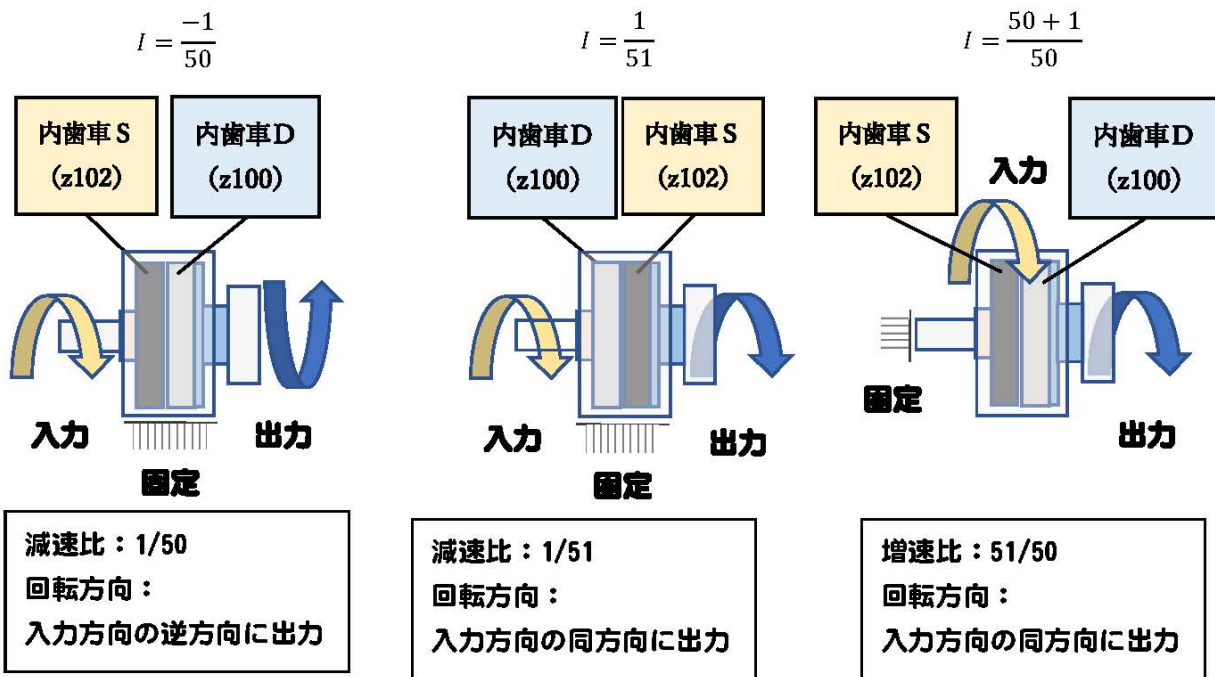 I = -1/50
内歯車S
(z102)
内歯車D
(z100)
入力
出力
固定
減速比：1/50
回転方向：
入力方向の逆方向に出力
I = 1/51
内歯車D
(z100)
内歯車S
(z102)
入力
出力
固定
減速比：1/51
回転方向：
入力方向の同方向に出力
I = 50 + 1/50
内歯車S
(z102)
入力
内歯車D
(z100)
固定
出力
増速比：51/50
回転方向：
入力方向の同方向に出力